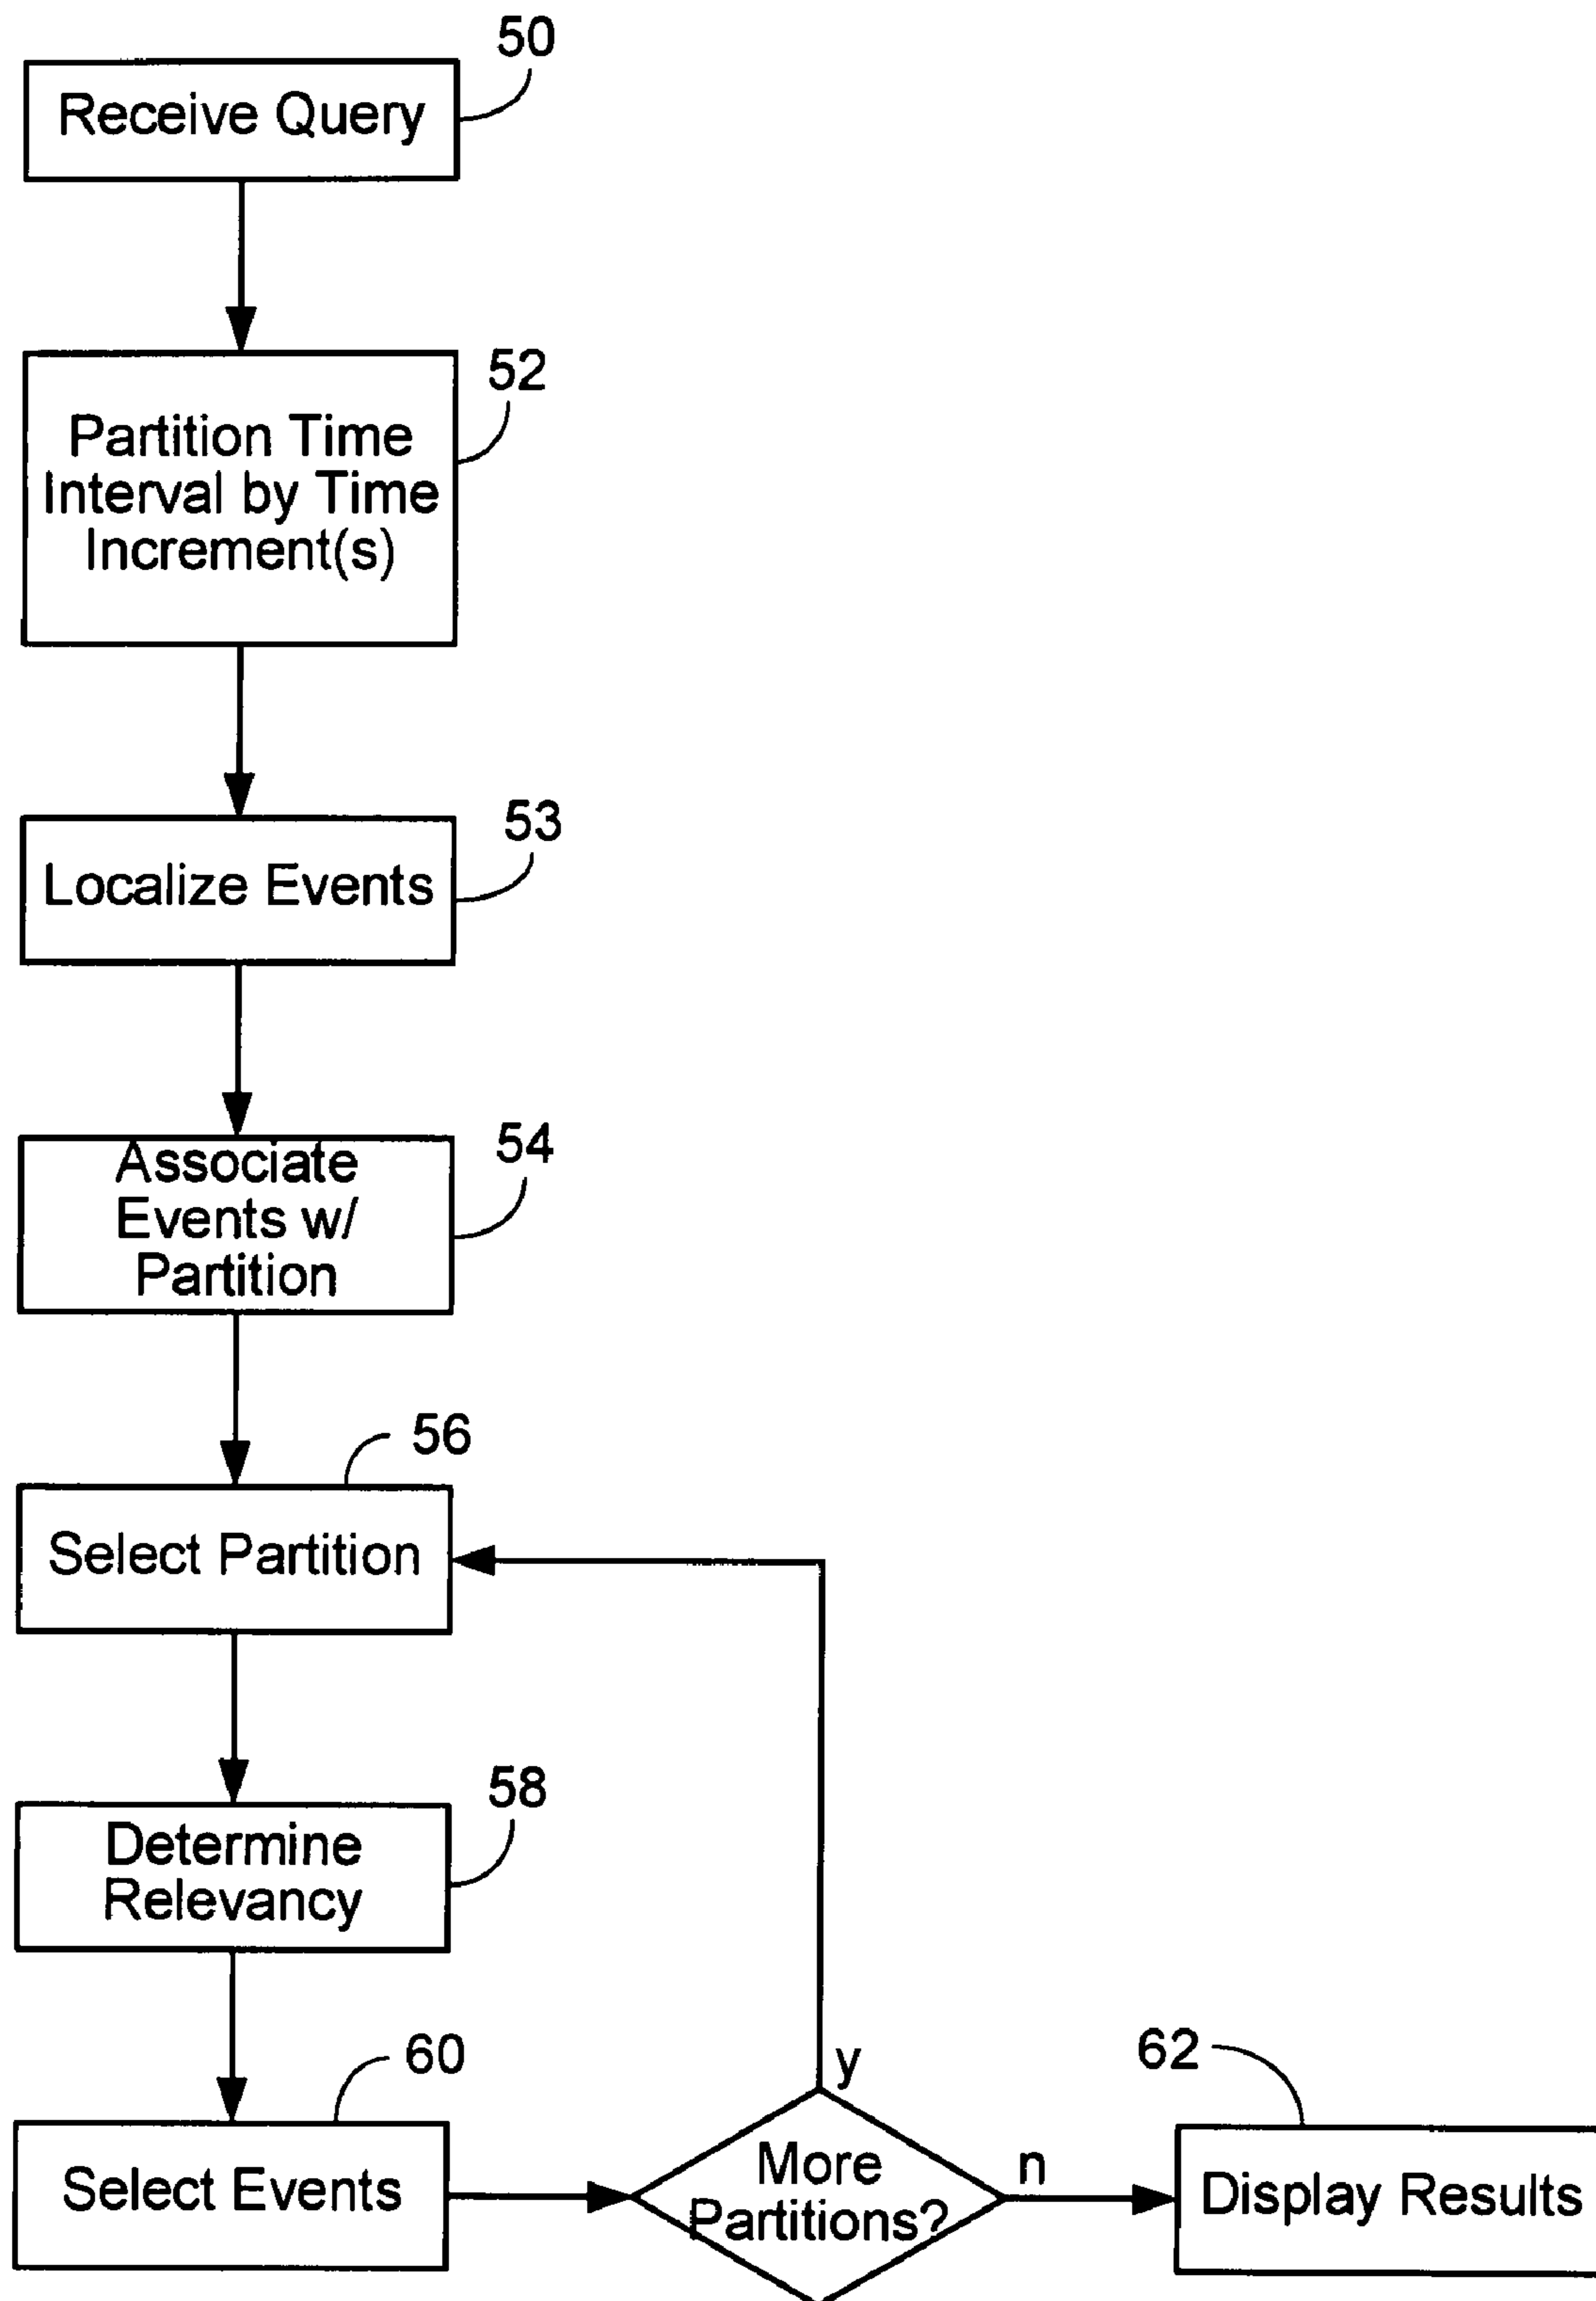 50
Receive Query
52
Partition Time
Interval by Time
Increment(s)
53
Localize Events
54
Associate
Events w/
Partition
56
Select Partition
58
Determine
Relevancy
60
Select Events
y
More
Partitions?
n
62
Display Results